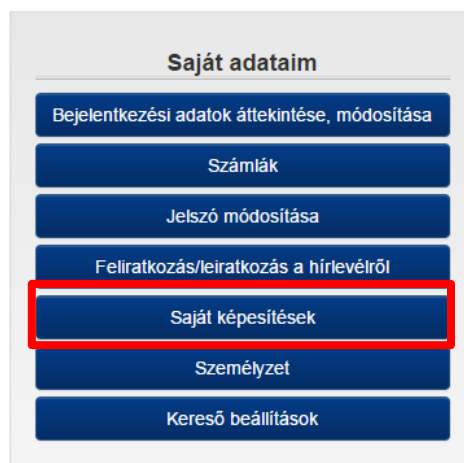 Saját adataim
Bejelentkezési adatok áttekintése, módosítása
Számlák
Jelszó módosítása
Feliratkozás/leiratkozás a hírlevélről
Saját képesítések
Személyzet
Kereső beállítások